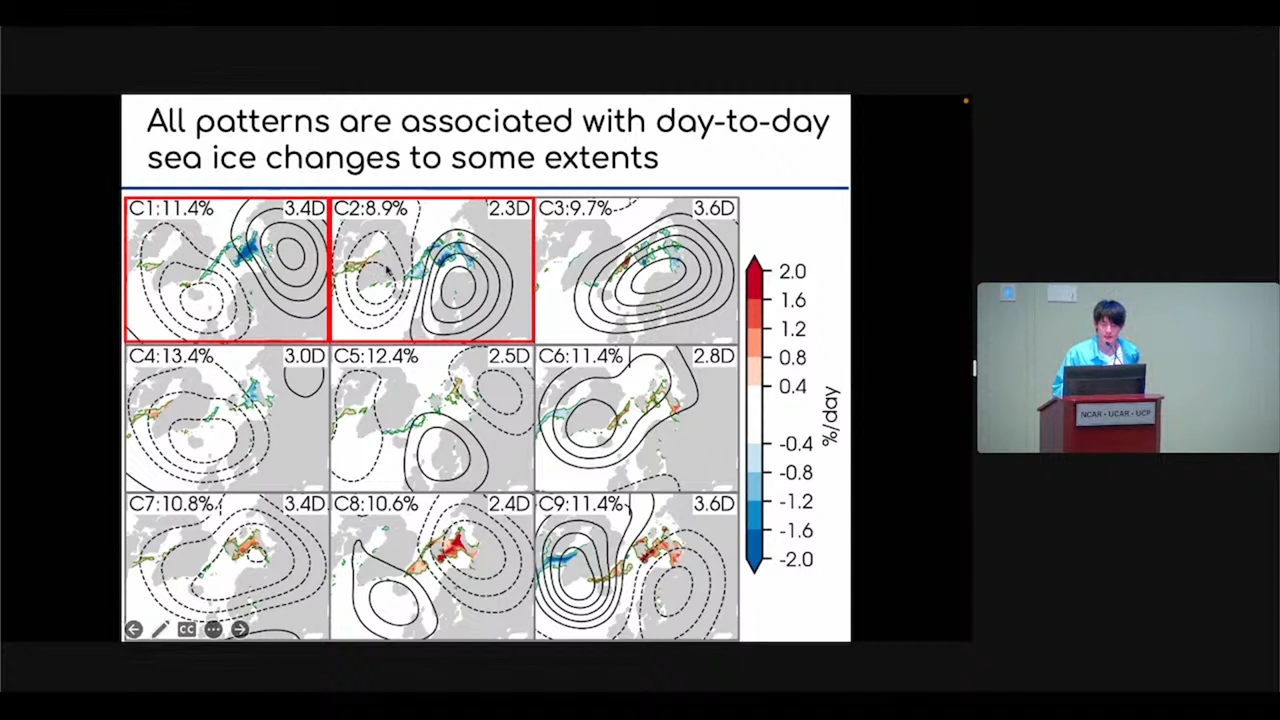 All patterns are associated with day-to-day
sea ice changes to some extents
C1:11.4% 3.4D
C2:8.9% 2.3D
C3:9.7% 3.6D
C4:13.4% 3.0D
C5:12.4% 2.5D
C6:11.4% 2.8D
C7:10.8% 3.4D
C8:10.6% 2.4D
C9:11.4% 3.6D
2.0
1.6
1.2
0.8
0.4
-0.4
-0.8
-1.2
-1.6
-2.0
%/day
CC
NCAR • UCAR • UCP